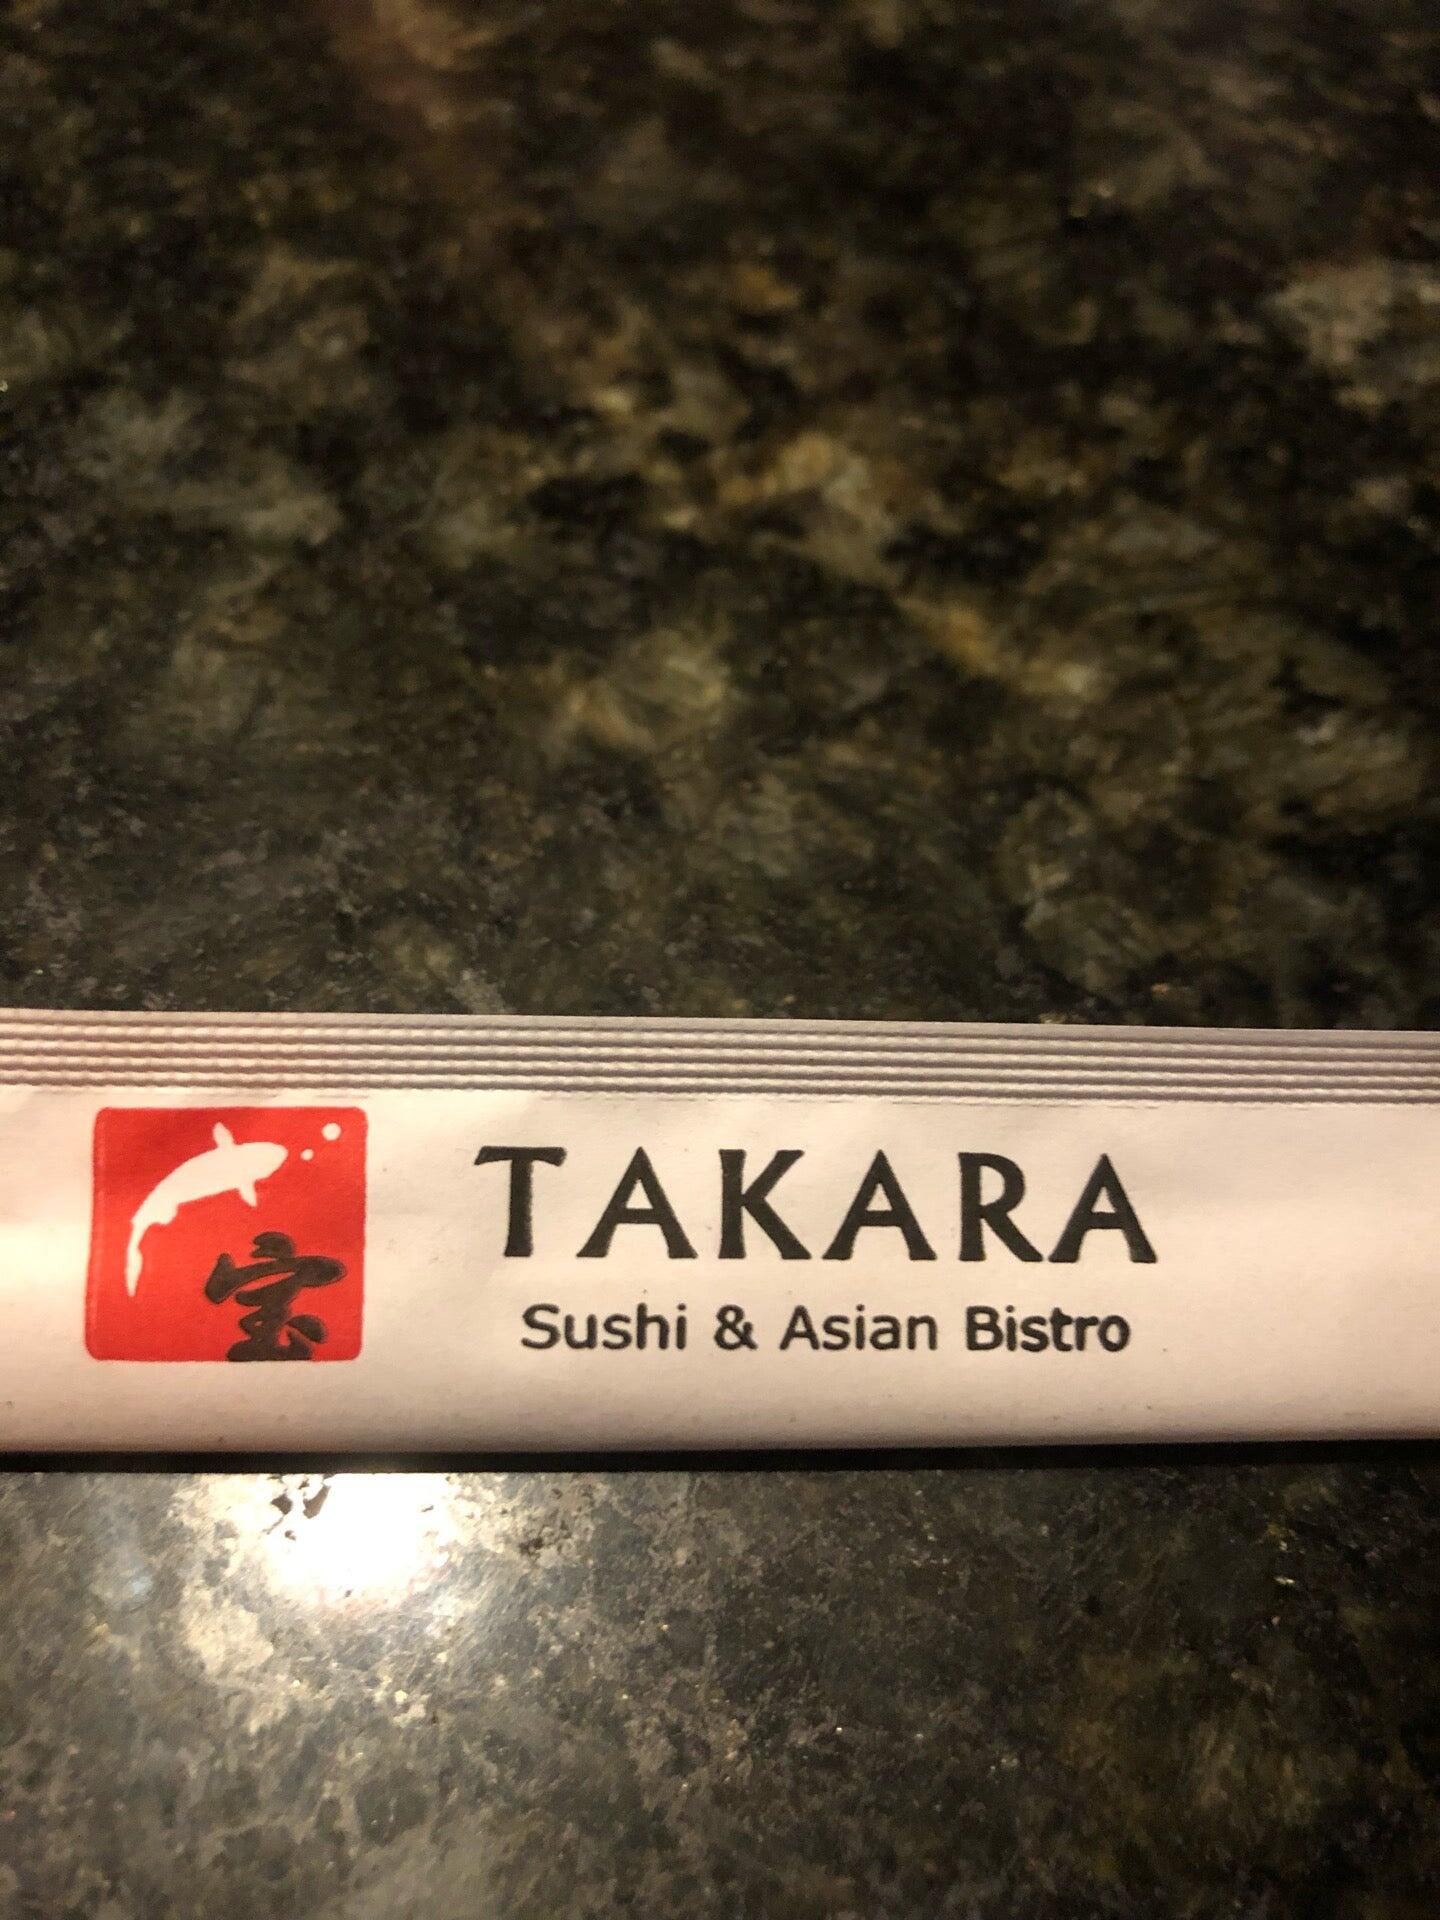 宝
TAKARA
Sushi & Asian Bistro